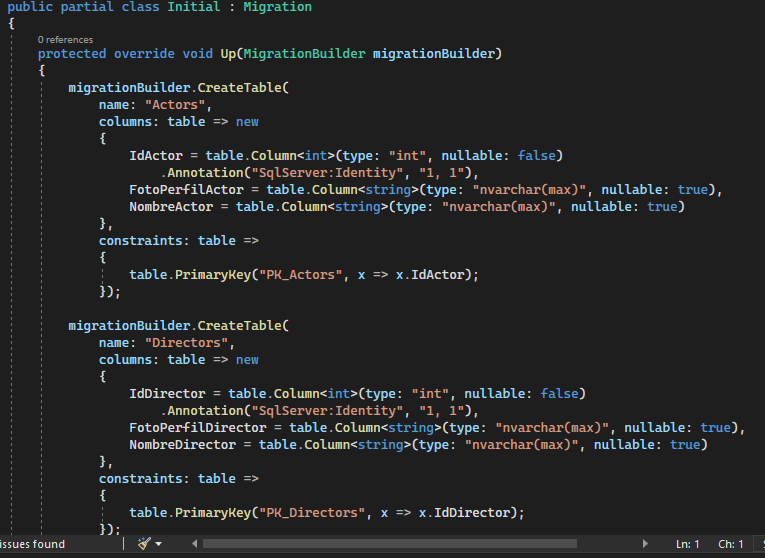 public partial class Initial : Migration
{
0 references
protected override void Up(MigrationBuilder migrationBuilder)
{
migrationBuilder.CreateTable(
name: "Actors",
columns: table => new
{
IdActor = table.Column<int>(type: "int", nullable: false)
.Annotation("SqlServer:Identity", "1, 1"),
FotoPerfilActor = table.Column<string>(type: "nvarchar(max)", nullable: true),
NombreActor = table.Column<string>(type: "nvarchar(max)", nullable: true)
},
constraints: table =>
{
table.PrimaryKey("PK_Actors", x => x.IdActor);
});
migrationBuilder.CreateTable(
name: "Directors",
columns: table => new
{
IdDirector = table.Column<int>(type: "int", nullable: false)
.Annotation("SqlServer:Identity", "1, 1"),
FotoPerfilDirector = table.Column<string>(type: "nvarchar(max)", nullable: true),
NombreDirector = table.Column<string>(type: "nvarchar(max)", nullable: true)
},
constraints: table =>
{
table.PrimaryKey("PK_Directors", x => x.IdDirector);
});
issues found Ln: 1 Ch: 1